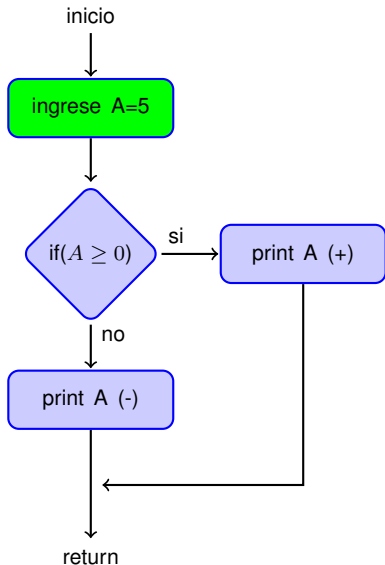 inicio
ingrese A=5
if(A ≥ 0)
si
print A (+)
no
print A (-)
return